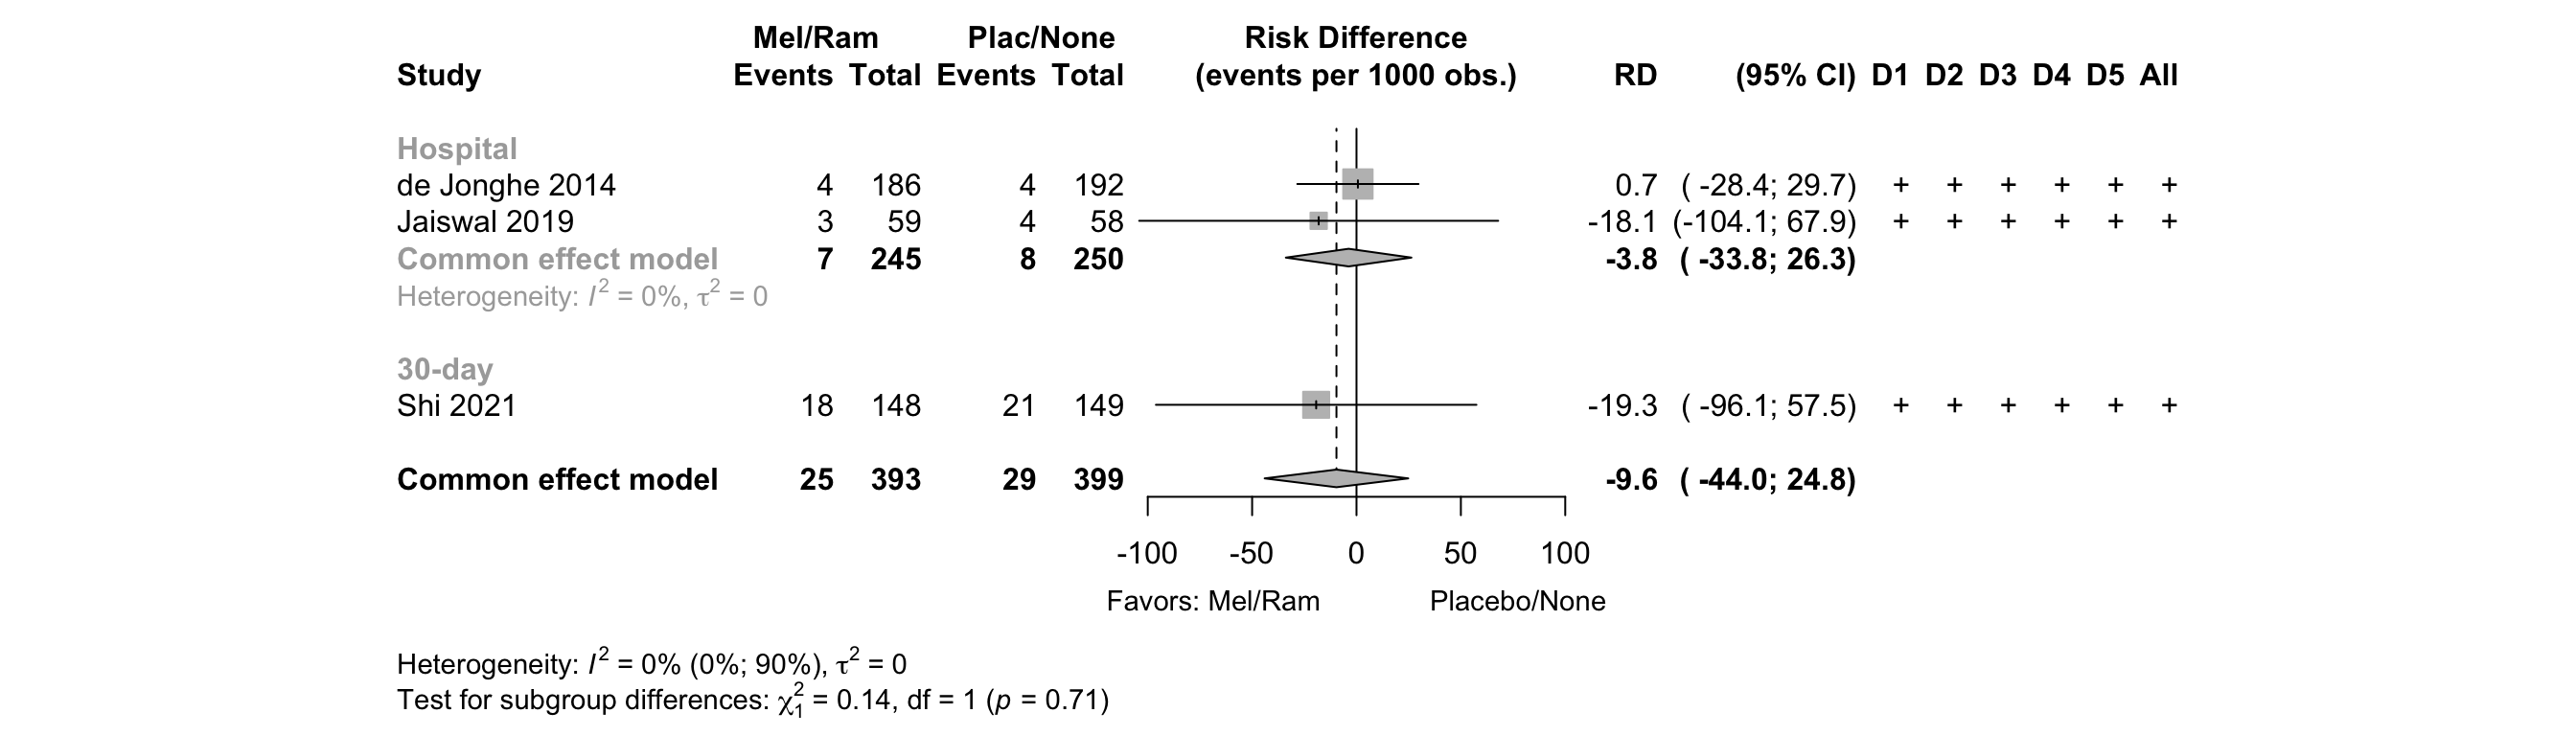 Mel/Ram Plac/None Risk Difference
Study Events Total Events Total (events per 1000 obs.) RD (95% CI) D1 D2 D3 D4 D5 All
Hospital
de Jonghe 2014 4 186 4 192 0.7 ( -28.4; 29.7) + + + + + +
Jaiswal 2019 3 59 4 58 -18.1 (-104.1; 67.9) + + + + + +
Common effect model 7 245 8 250 -3.8 ( -33.8; 26.3)
Heterogeneity: I² = 0%, τ² = 0
30-day
Shi 2021 18 148 21 149 -19.3 ( -96.1; 57.5) + + + + + +
Common effect model 25 393 29 399 -9.6 ( -44.0; 24.8)
-100 -50 0 50 100
Favors: Mel/Ram Placebo/None
Heterogeneity: I² = 0% (0%; 90%), τ² = 0
Test for subgroup differences: χ²₁ = 0.14, df = 1 (p = 0.71)